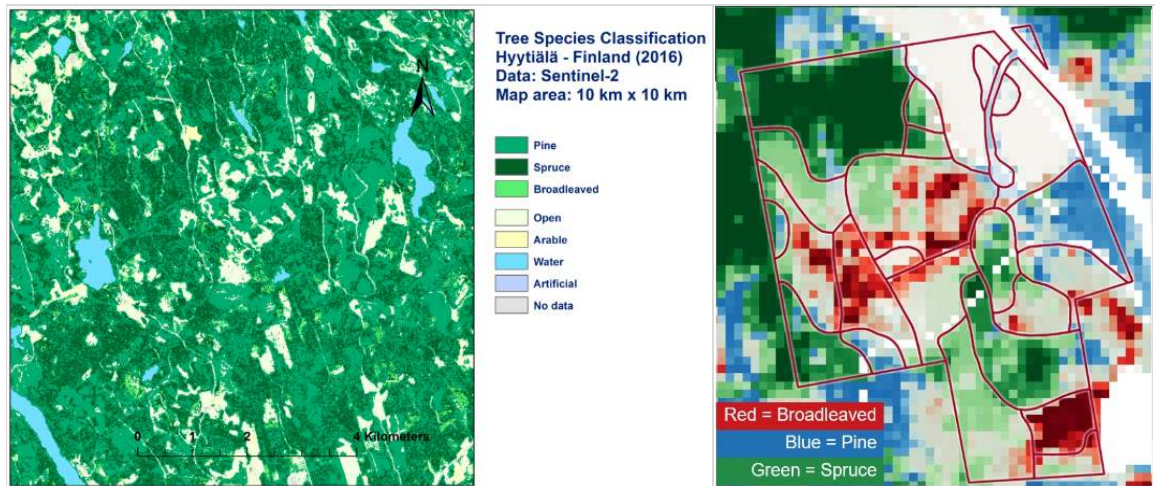 Tree Species Classification
Hyytiälä - Finland (2016)
Data: Sentinel-2
Map area: 10 km x 10 km
N
Pine
Spruce
Broadleaved
Open
Arable
Water
Artificial
No data
0 1 2 4 Kilometers
Red = Broadleaved
Blue = Pine
Green = Spruce